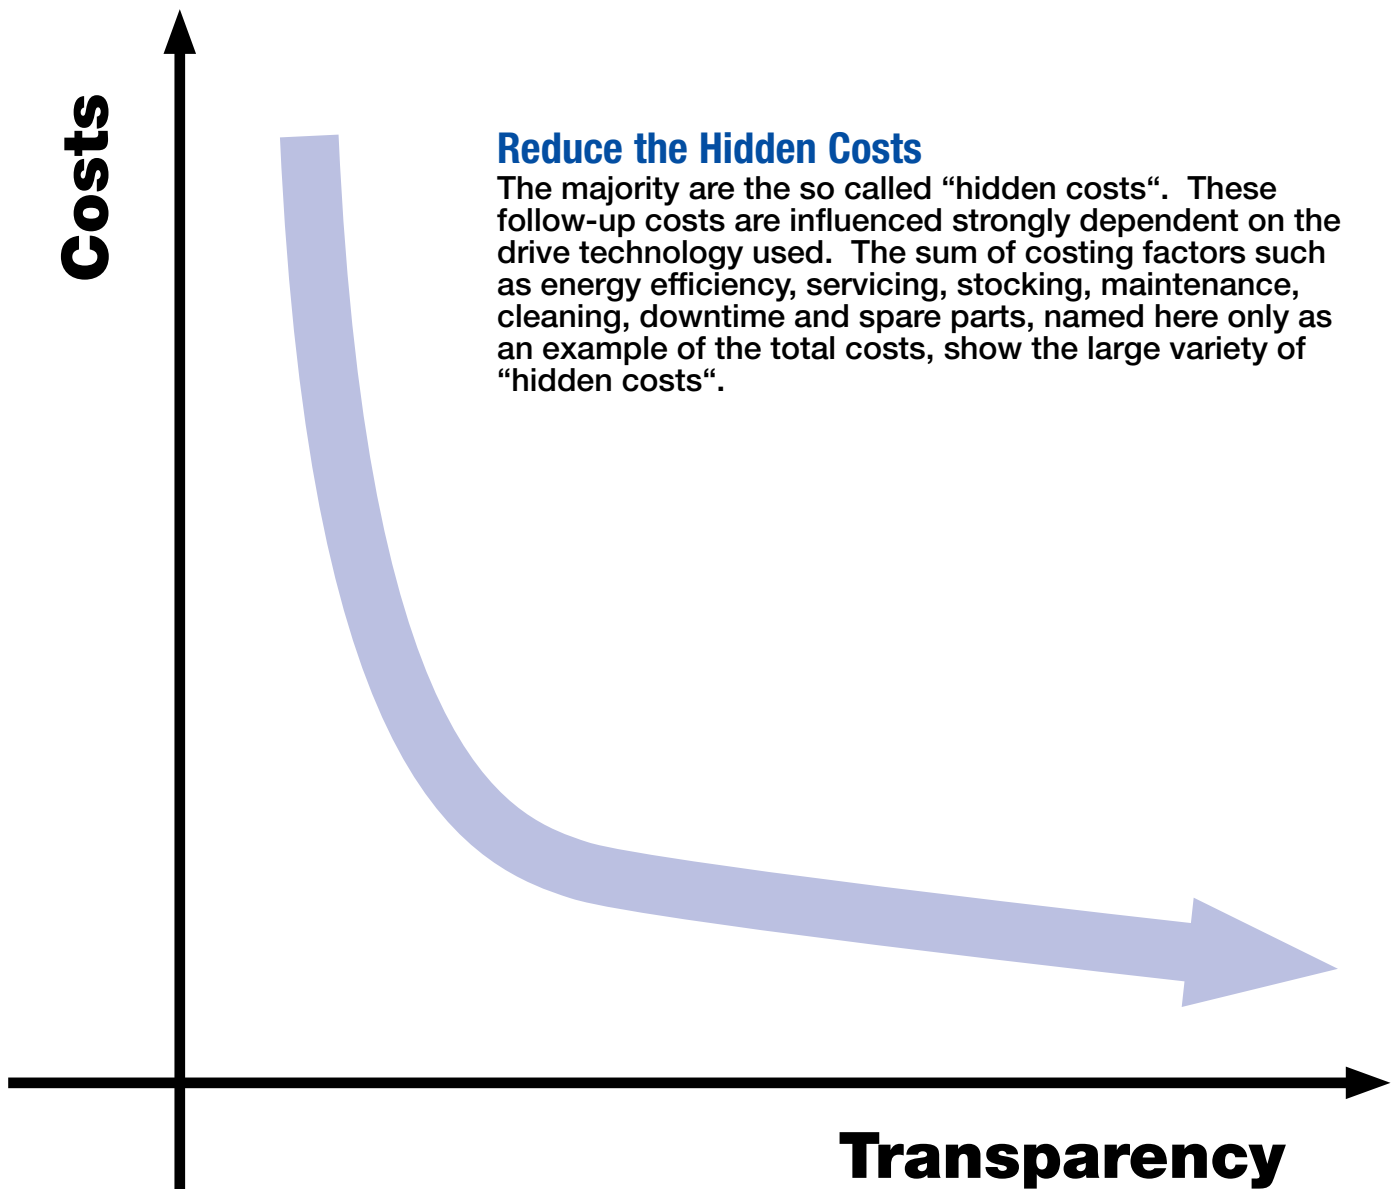 Costs
Reduce the Hidden Costs
The majority are the so called “hidden costs“.  These
follow-up costs are influenced strongly dependent on the
drive technology used.  The sum of costing factors such
as energy efficiency, servicing, stocking, maintenance,
cleaning, downtime and spare parts, named here only as
an example of the total costs, show the large variety of
“hidden costs“.
Transparency